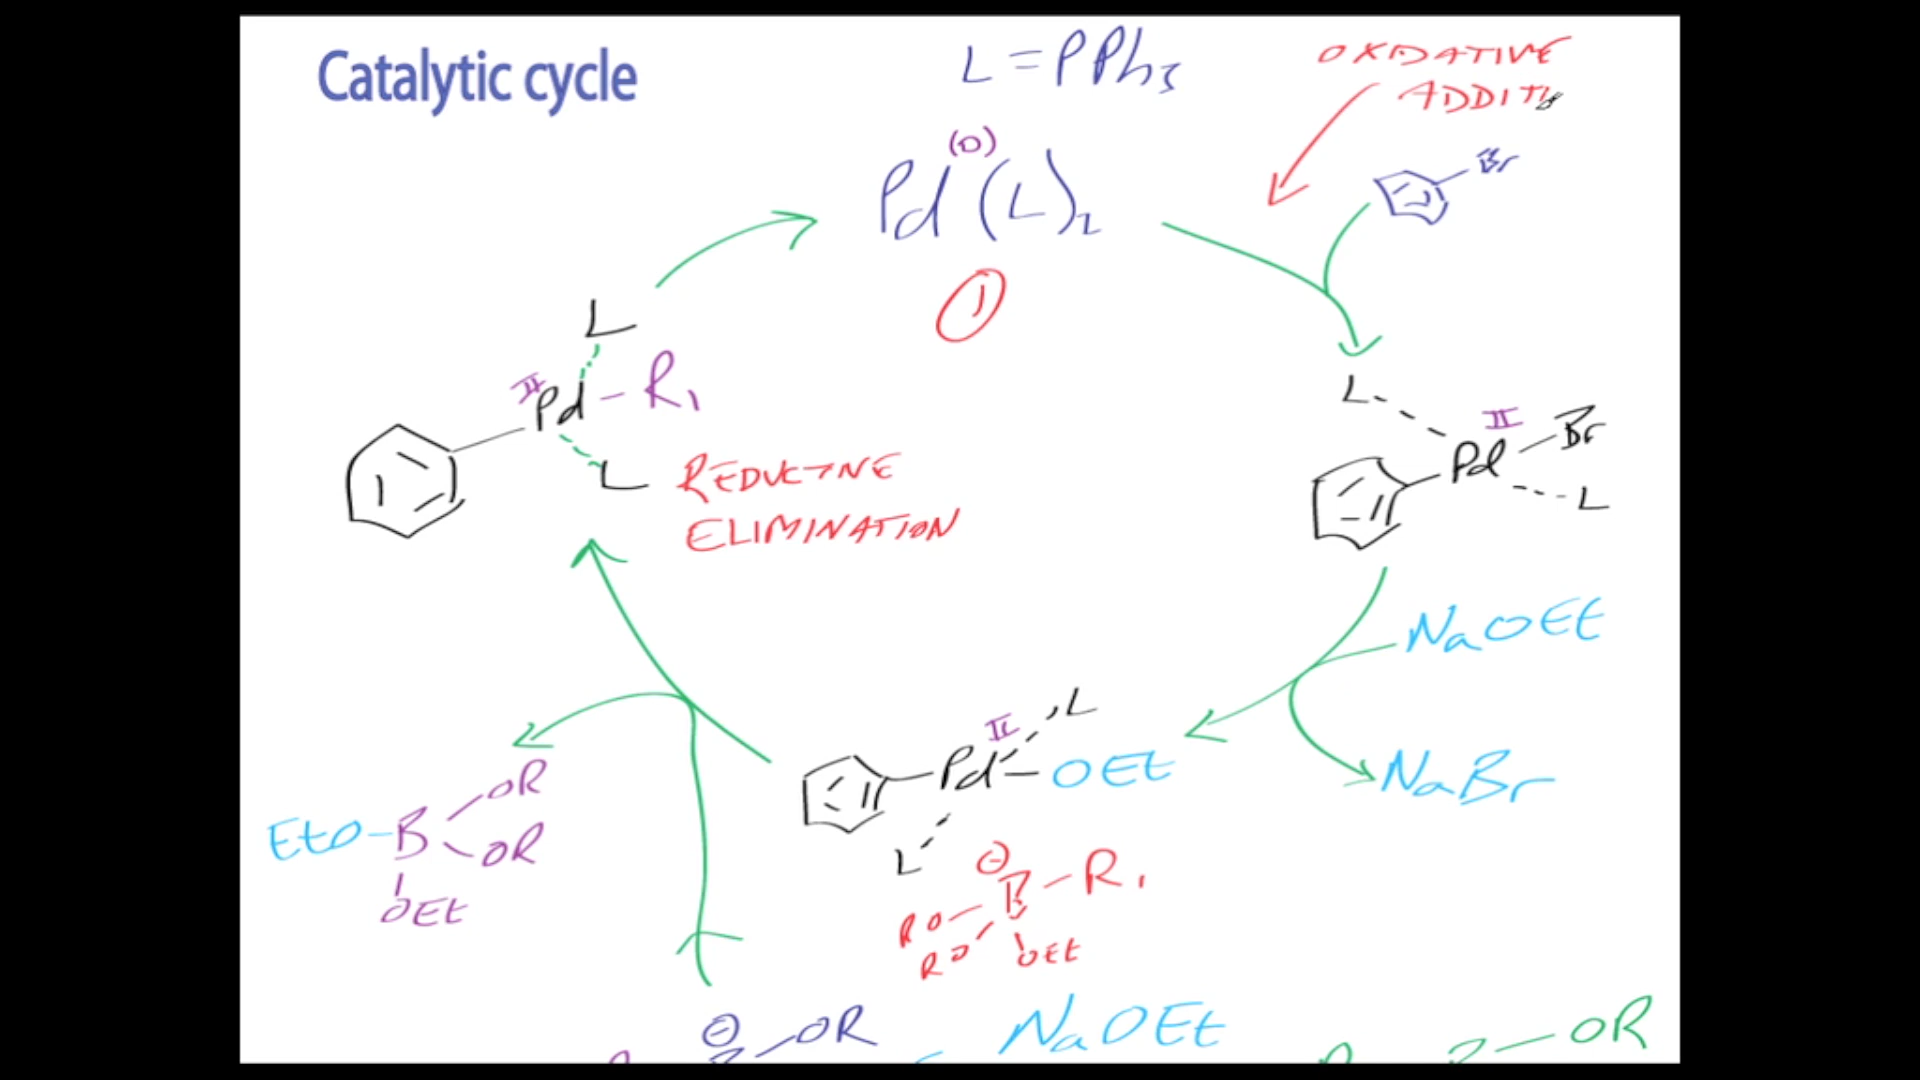 Catalytic cycle
L = PPh3
OXIDATIVE
ADDITI
(0)
Pd (L)2
Br
1
L
II
Pd - R1
L
REDUCTIVE
ELIMINATION
L
II
Pd - Br
L
NaOEt
NaBr
L
II
Pd - OEt
L
OR
EtO-B
OR
OEt
⊖
B - R1
RO
RO
OEt
⊖
OR
NaOEt
OR